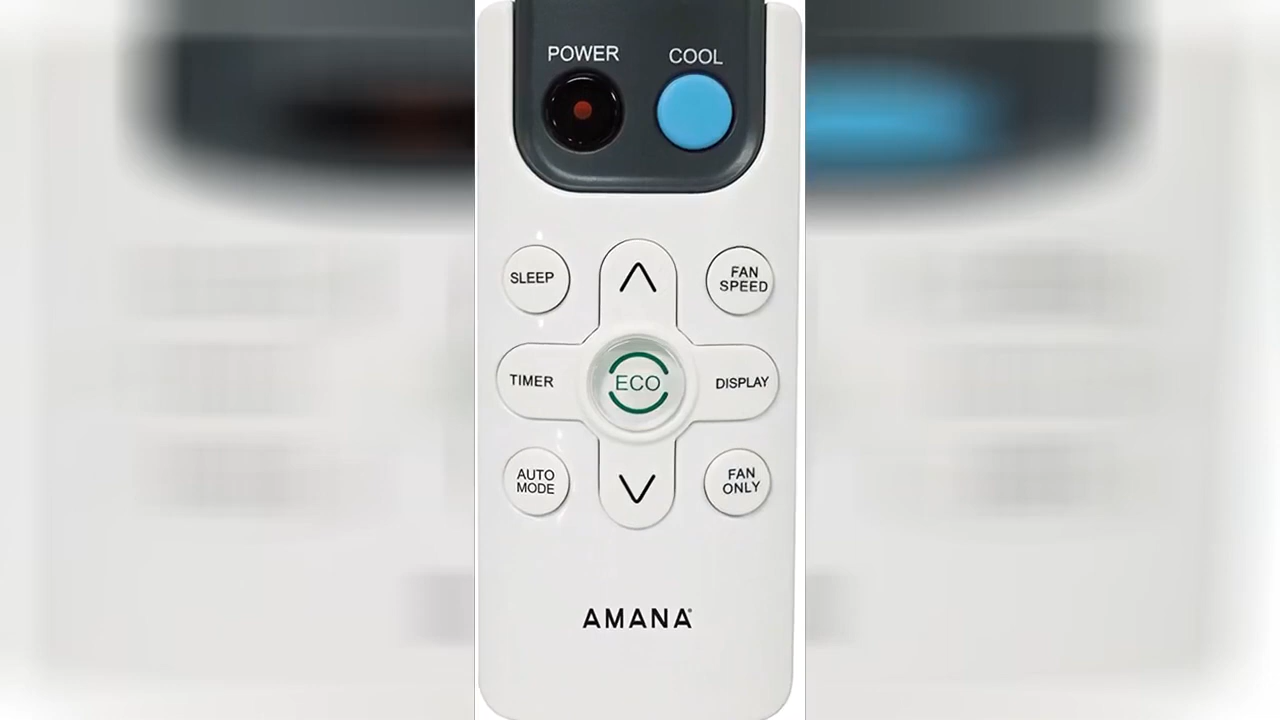 POWER
COOL
SLEEP
FAN
SPEED
TIMER
ECO
DISPLAY
AUTO
MODE
FAN
ONLY
AMANA®